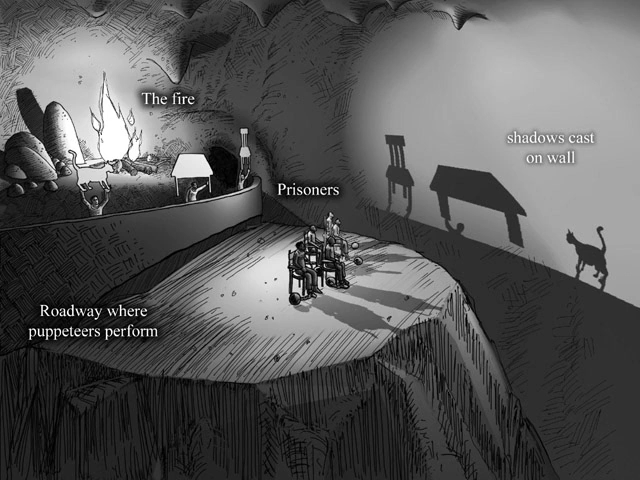 The fire
shadows cast
on wall
Prisoners
Roadway where
puppeteers perform